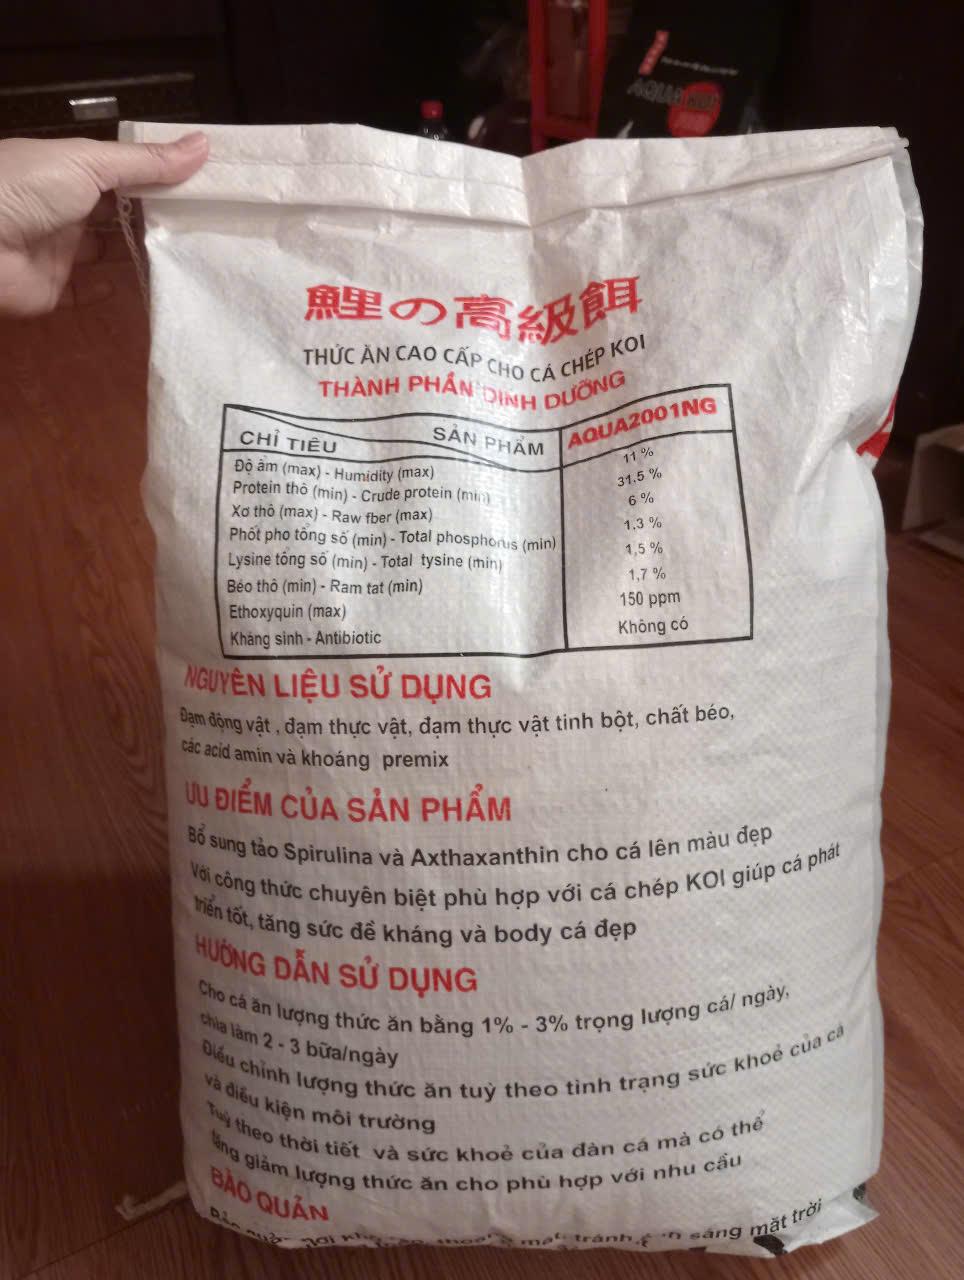 AQUA KOI
鯉の高級餌
THỨC ĂN CAO CẤP CHO CÁ CHÉP KOI
THÀNH PHẦN DINH DƯỠNG
CHỈ TIÊU SẢN PHẨM AQUA2001NG
Độ ẩm (max) - Humidity (max) 11 %
Protein thô (min) - Crude protein (min) 31.5 %
Xơ thô (max) - Raw fber (max) 6 %
Phốt pho tổng số (min) - Total phosphorus (min) 1,3 %
Lysine tổng số (min) - Total tysine (min) 1,5 %
Béo thô (min) - Ram tat (min) 1,7 %
Ethoxyquin (max) 150 ppm
Kháng sinh - Antibiotic Không có
NGUYÊN LIỆU SỬ DỤNG
Đạm động vật , đạm thực vật, đạm thực vật tinh bột, chất béo,
các acid amin và khoáng premix
ƯU ĐIỂM CỦA SẢN PHẨM
Bổ sung tảo Spirulina và Axthaxanthin cho cá lên màu đẹp
Với công thức chuyên biệt phù hợp với cá chép KOI giúp cá phát
triển tốt, tăng sức đề kháng và body cá đẹp
HƯỚNG DẪN SỬ DỤNG
Cho cá ăn lượng thức ăn bằng 1% - 3% trọng lượng cá/ ngày,
chia làm 2 - 3 bữa/ngày
Điều chỉnh lượng thức ăn tuỳ theo tình trạng sức khoẻ của cá
và điều kiện môi trường
Tuỳ theo thời tiết và sức khoẻ của đàn cá mà có thể
tăng giảm lượng thức ăn cho phù hợp với nhu cầu
BẢO QUẢN
tránh sáng mặt trời